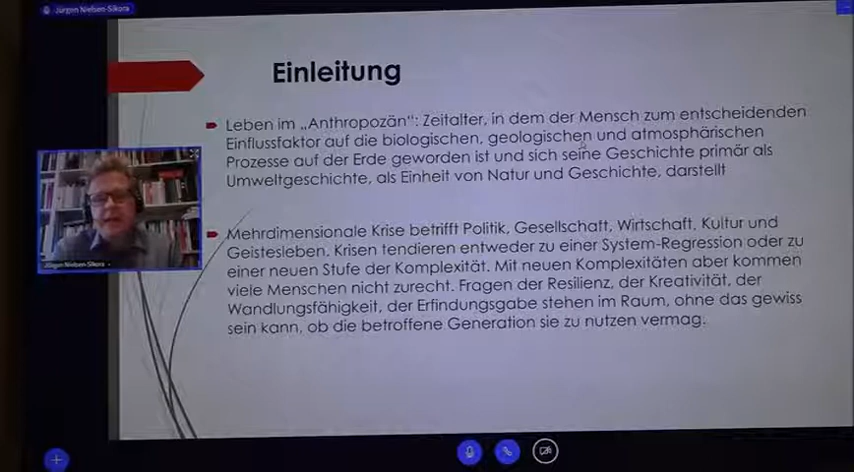 Jürgen Nielsen-Sikora
Einleitung
Leben im „Anthropozän“: Zeitalter, in dem der Mensch zum entscheidenden
Einflussfaktor auf die biologischen, geologischen und atmosphärischen
Prozesse auf der Erde geworden ist und sich seine Geschichte primär als
Umweltgeschichte, als Einheit von Natur und Geschichte, darstellt
Mehrdimensionale Krise betrifft Politik, Gesellschaft, Wirtschaft, Kultur und
Geistesleben. Krisen tendieren entweder zu einer System-Regression oder zu
einer neuen Stufe der Komplexität. Mit neuen Komplexitäten aber kommen
viele Menschen nicht zurecht. Fragen der Resilienz, der Kreativität, der
Wandlungsfähigkeit, der Erfindungsgabe stehen im Raum, ohne das gewiss
sein kann, ob die betroffene Generation sie zu nutzen vermag.
Jürgen Nielsen-Sikora